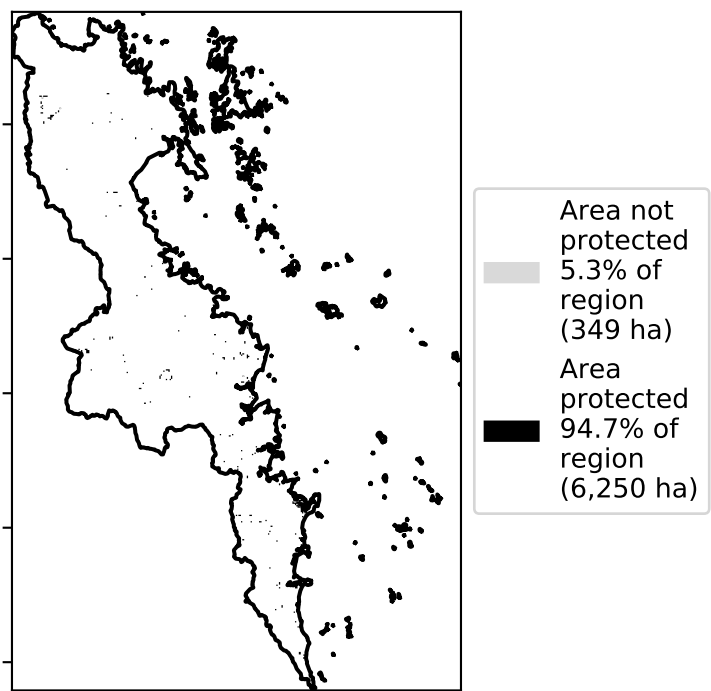 Area not
protected
5.3% of
region
(349 ha)
Area
protected
94.7% of
region
(6,250 ha)